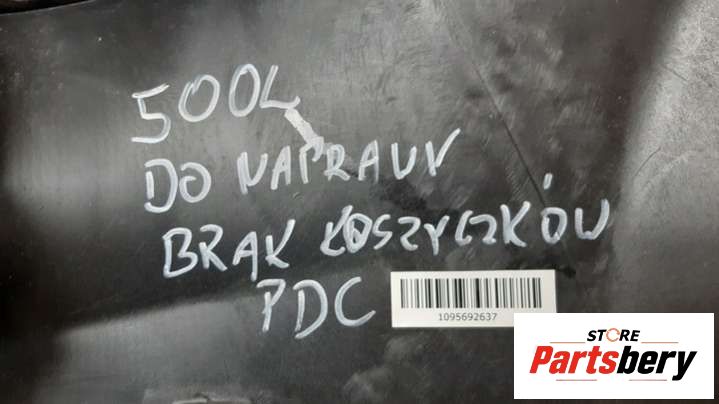 500L
DO NAPRAWY
BRAK KOSZYCZKÓW
PDC
1095692637
STORE
Partsbery